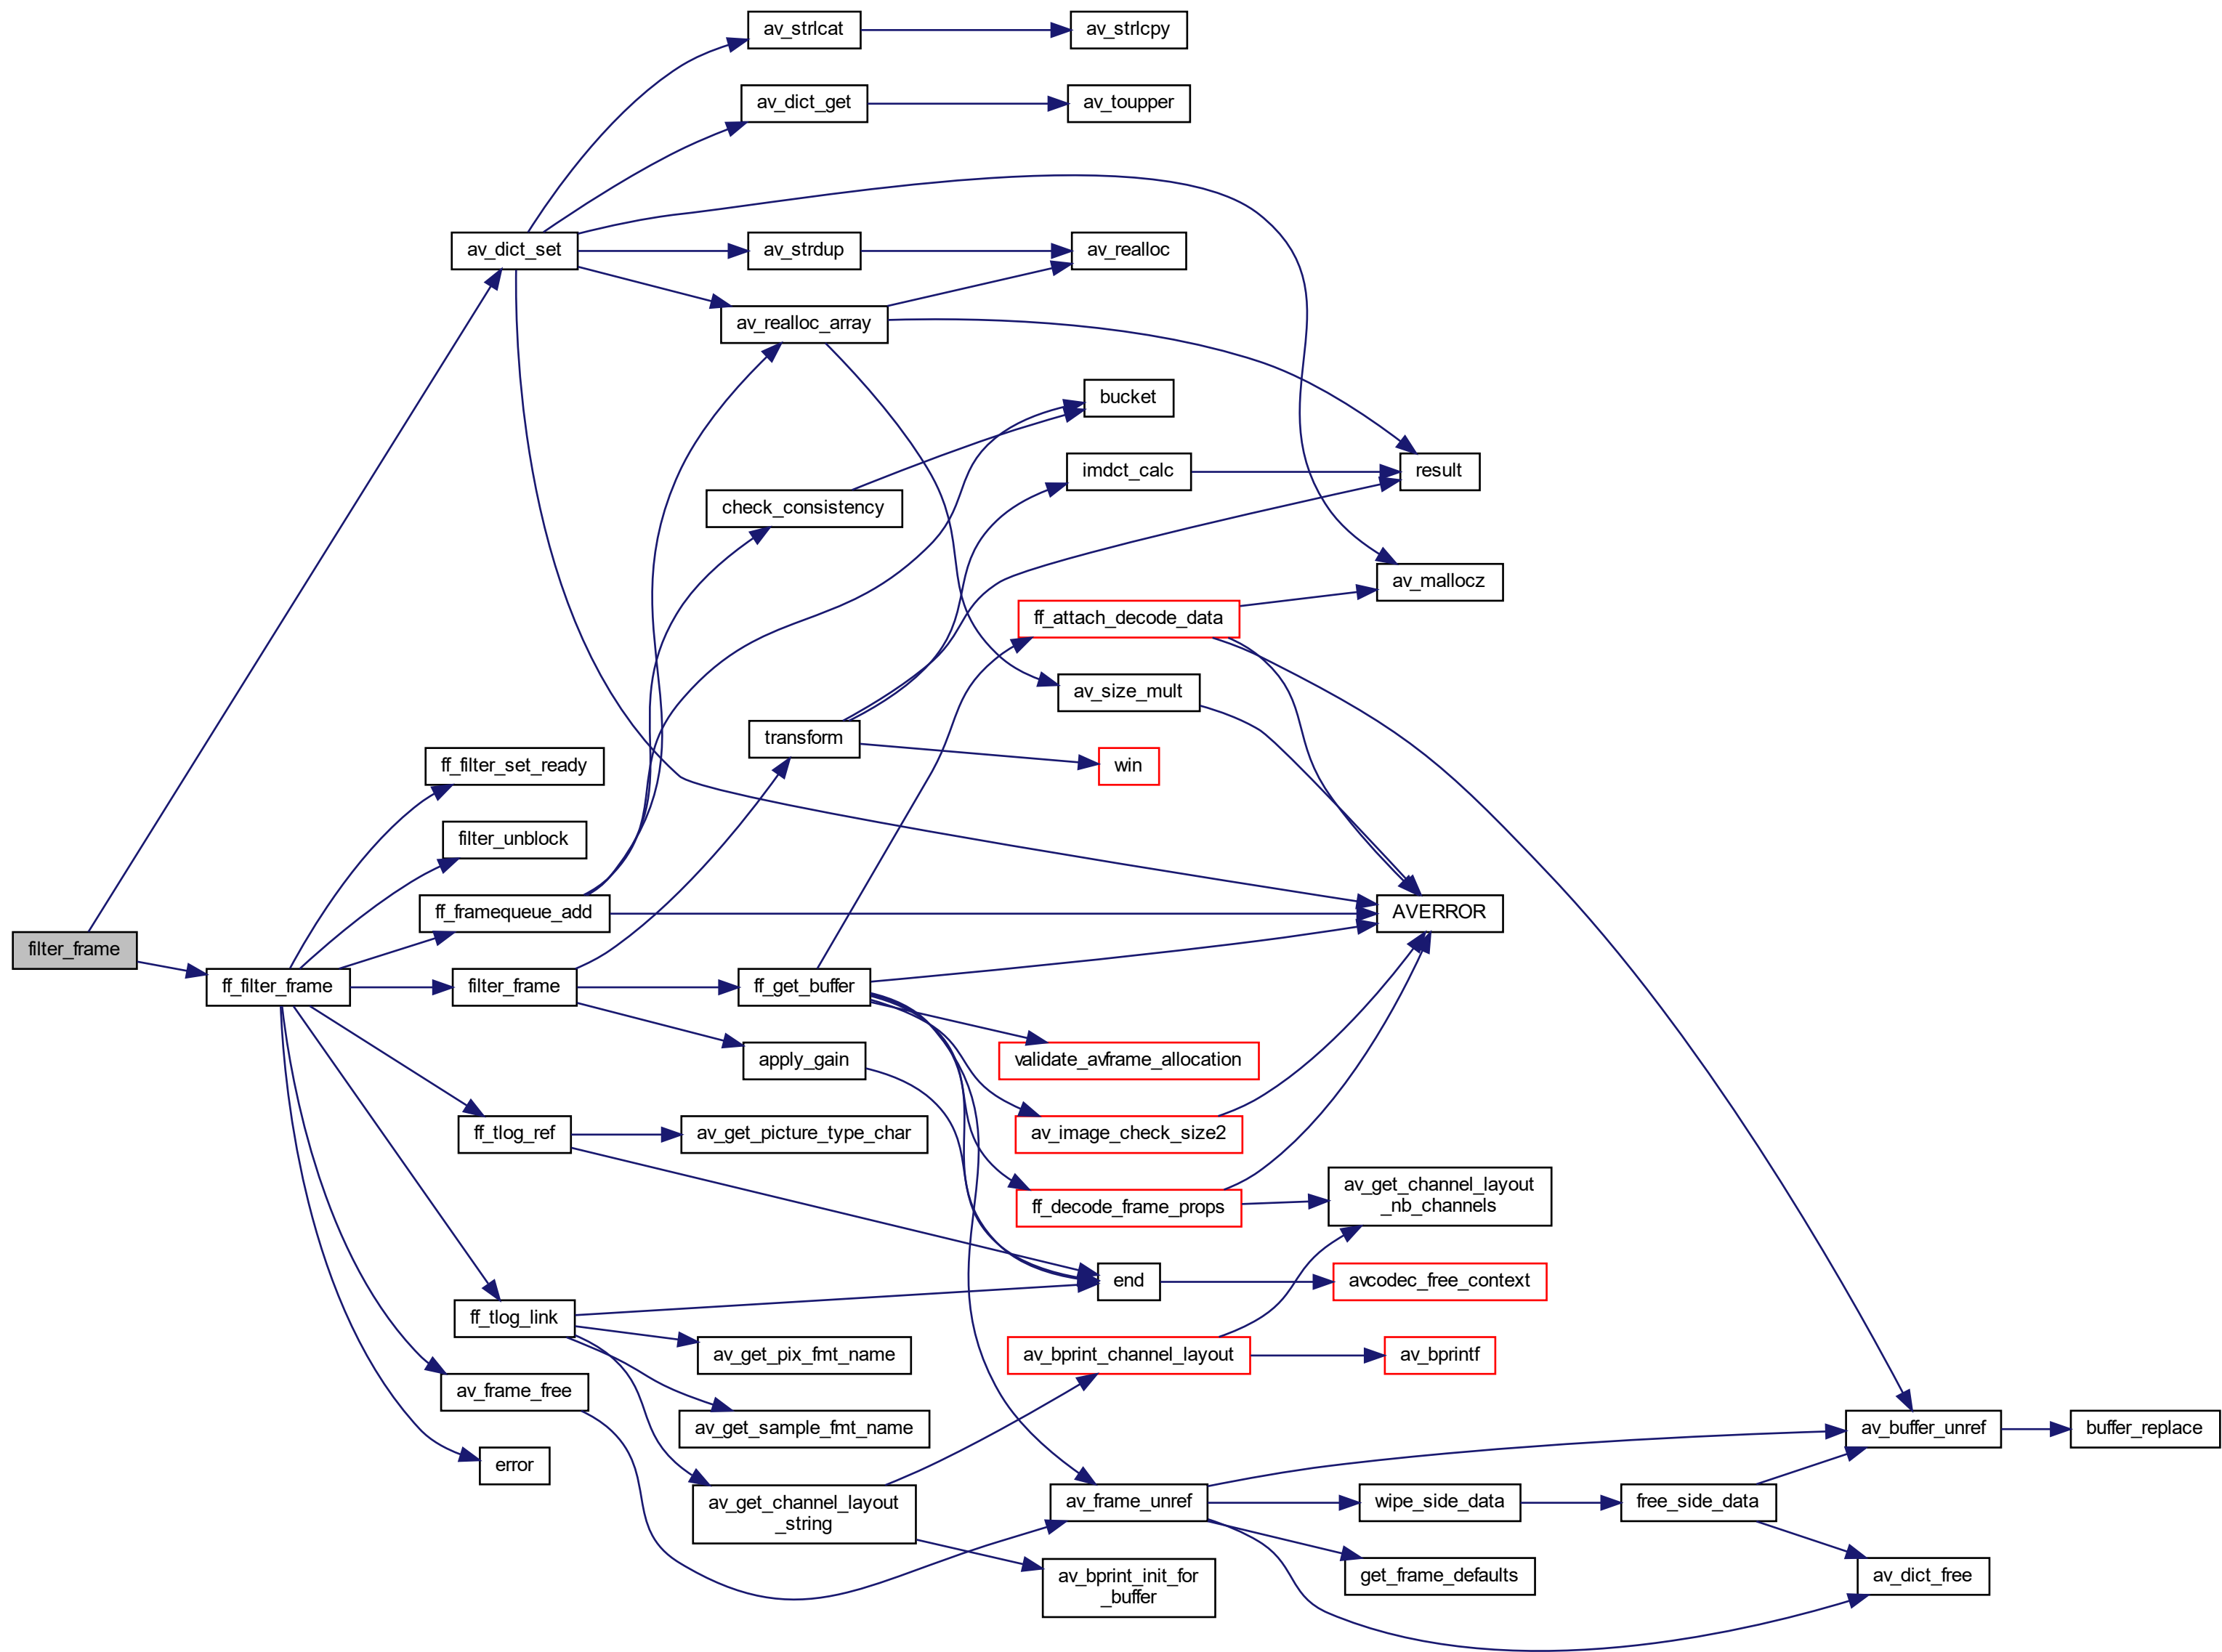 av_strlcat
av_strlcpy
av_dict_get
av_toupper
av_dict_set
av_strdup
av_realloc
av_realloc_array
bucket
result
imdct_calc
check_consistency
av_mallocz
ff_attach_decode_data
av_size_mult
transform
win
ff_filter_set_ready
filter_unblock
ff_framequeue_add
AVERROR
filter_frame
ff_filter_frame
filter_frame
ff_get_buffer
apply_gain
validate_avframe_allocation
ff_tlog_ref
av_get_picture_type_char
av_image_check_size2
ff_decode_frame_props
av_get_channel_layout
_nb_channels
end
avcodec_free_context
ff_tlog_link
av_get_pix_fmt_name
av_bprint_channel_layout
av_bprintf
av_frame_free
av_get_sample_fmt_name
av_buffer_unref
buffer_replace
error
av_get_channel_layout
_string
av_frame_unref
wipe_side_data
free_side_data
av_bprint_init_for
_buffer
get_frame_defaults
av_dict_free